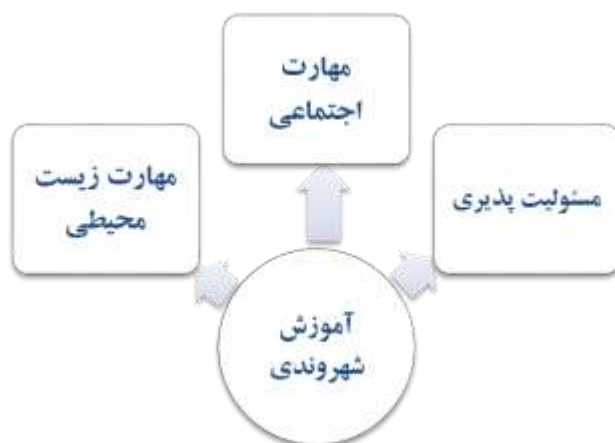 مهارت
اجتماعی
مسئولیت پذیری
مهارت زیست
محیطی
آموزش
شهروندی